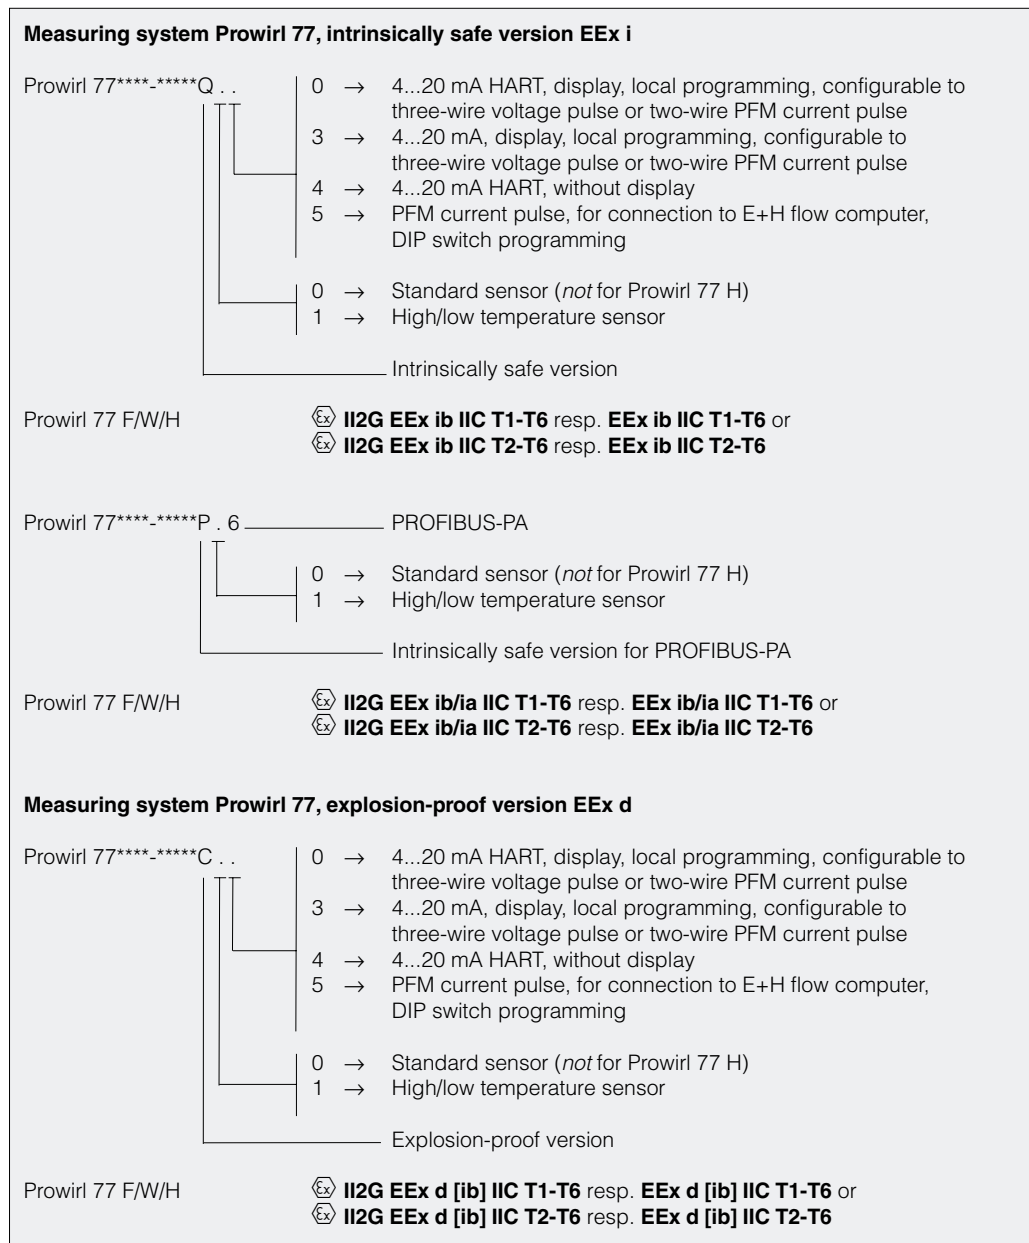 Measuring system Prowirl 77, intrinsically safe version EEx i
Prowirl 77****-*****Q . . 0 → 4...20 mA HART, display, local programming, configurable to
three-wire voltage pulse or two-wire PFM current pulse
3 → 4...20 mA, display, local programming, configurable to
three-wire voltage pulse or two-wire PFM current pulse
4 → 4...20 mA HART, without display
5 → PFM current pulse, for connection to E+H flow computer,
DIP switch programming
0 → Standard sensor (not for Prowirl 77 H)
1 → High/low temperature sensor
Intrinsically safe version
Prowirl 77 F/W/H Ex II2G EEx ib IIC T1-T6 resp. EEx ib IIC T1-T6 or
Ex II2G EEx ib IIC T2-T6 resp. EEx ib IIC T2-T6
Prowirl 77****-*****P . 6 PROFIBUS-PA
0 → Standard sensor (not for Prowirl 77 H)
1 → High/low temperature sensor
Intrinsically safe version for PROFIBUS-PA
Prowirl 77 F/W/H Ex II2G EEx ib/ia IIC T1-T6 resp. EEx ib/ia IIC T1-T6 or
Ex II2G EEx ib/ia IIC T2-T6 resp. EEx ib/ia IIC T2-T6
Measuring system Prowirl 77, explosion-proof version EEx d
Prowirl 77****-*****C . . 0 → 4...20 mA HART, display, local programming, configurable to
three-wire voltage pulse or two-wire PFM current pulse
3 → 4...20 mA, display, local programming, configurable to
three-wire voltage pulse or two-wire PFM current pulse
4 → 4...20 mA HART, without display
5 → PFM current pulse, for connection to E+H flow computer,
DIP switch programming
0 → Standard sensor (not for Prowirl 77 H)
1 → High/low temperature sensor
Explosion-proof version
Prowirl 77 F/W/H Ex II2G EEx d [ib] IIC T1-T6 resp. EEx d [ib] IIC T1-T6 or
Ex II2G EEx d [ib] IIC T2-T6 resp. EEx d [ib] IIC T2-T6